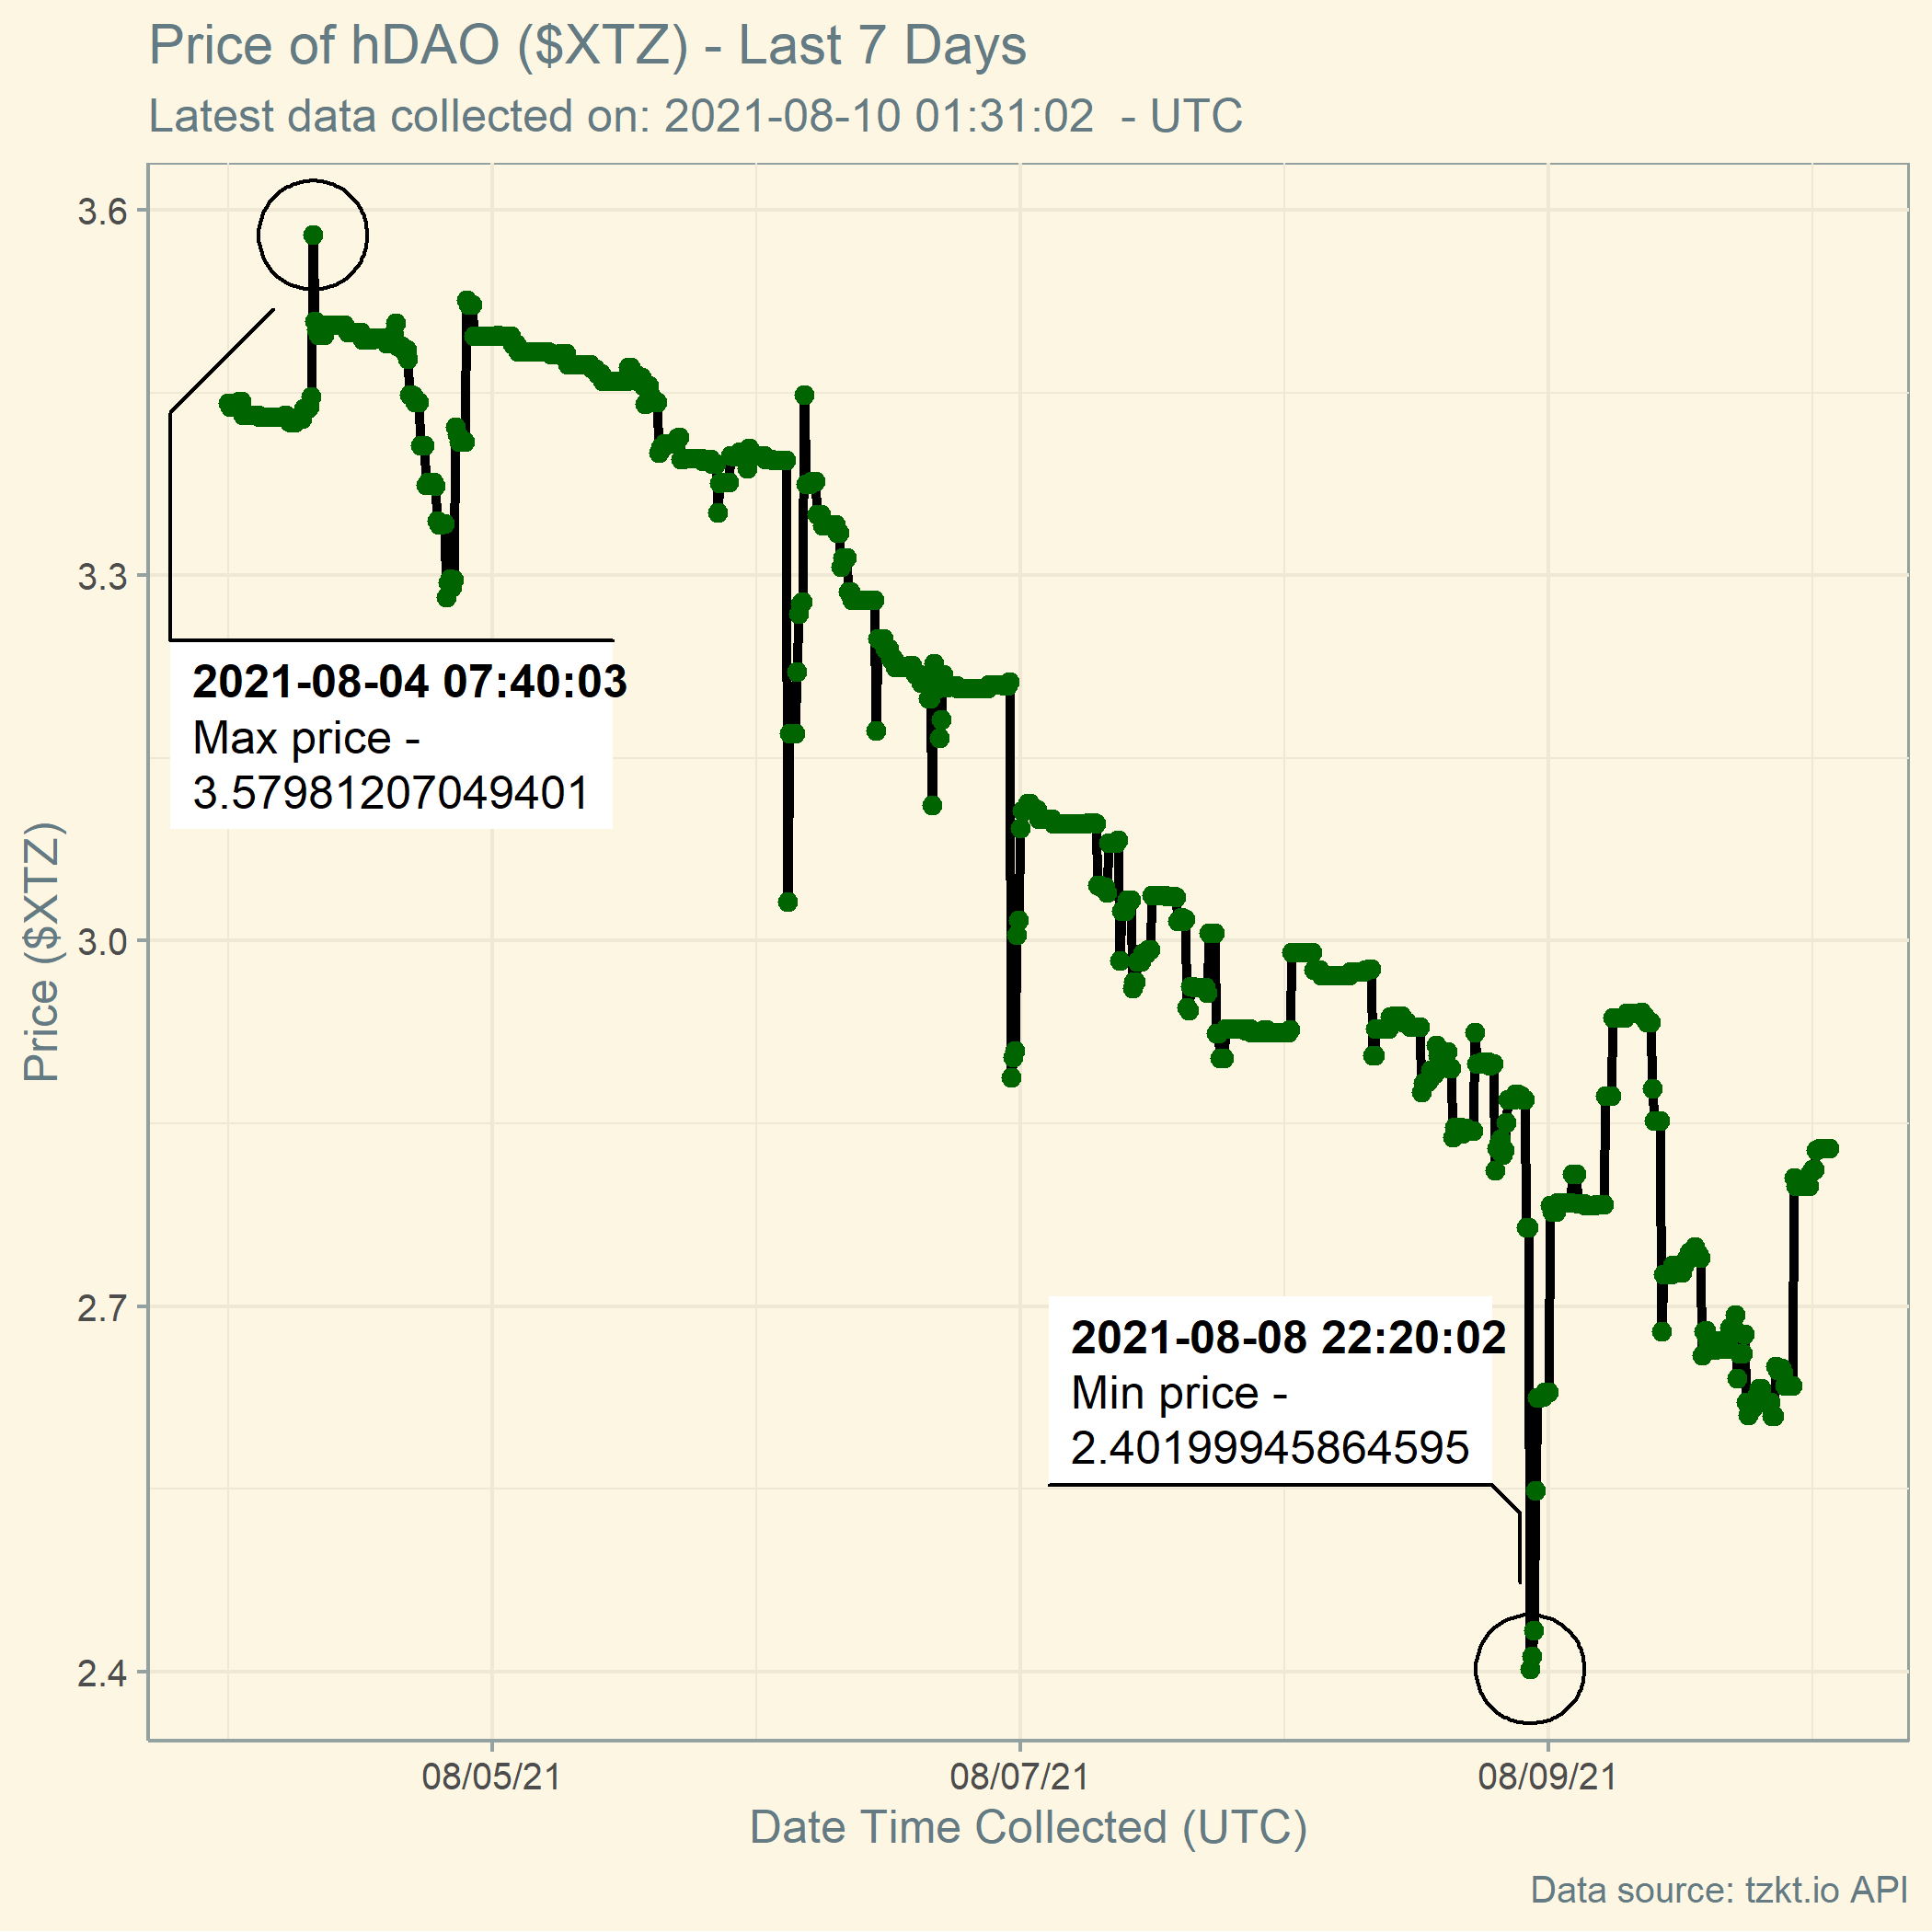 Price of hDAO ($XTZ) - Last 7 Days
Latest data collected on: 2021-08-10 01:31:02  - UTC
3.6
3.3
3.0
2.7
2.4
Price ($XTZ)
2021-08-04 07:40:03
Max price -
3.57981207049401
2021-08-08 22:20:02
Min price -
2.40199945864595
08/05/21
08/07/21
08/09/21
Date Time Collected (UTC)
Data source: tzkt.io API